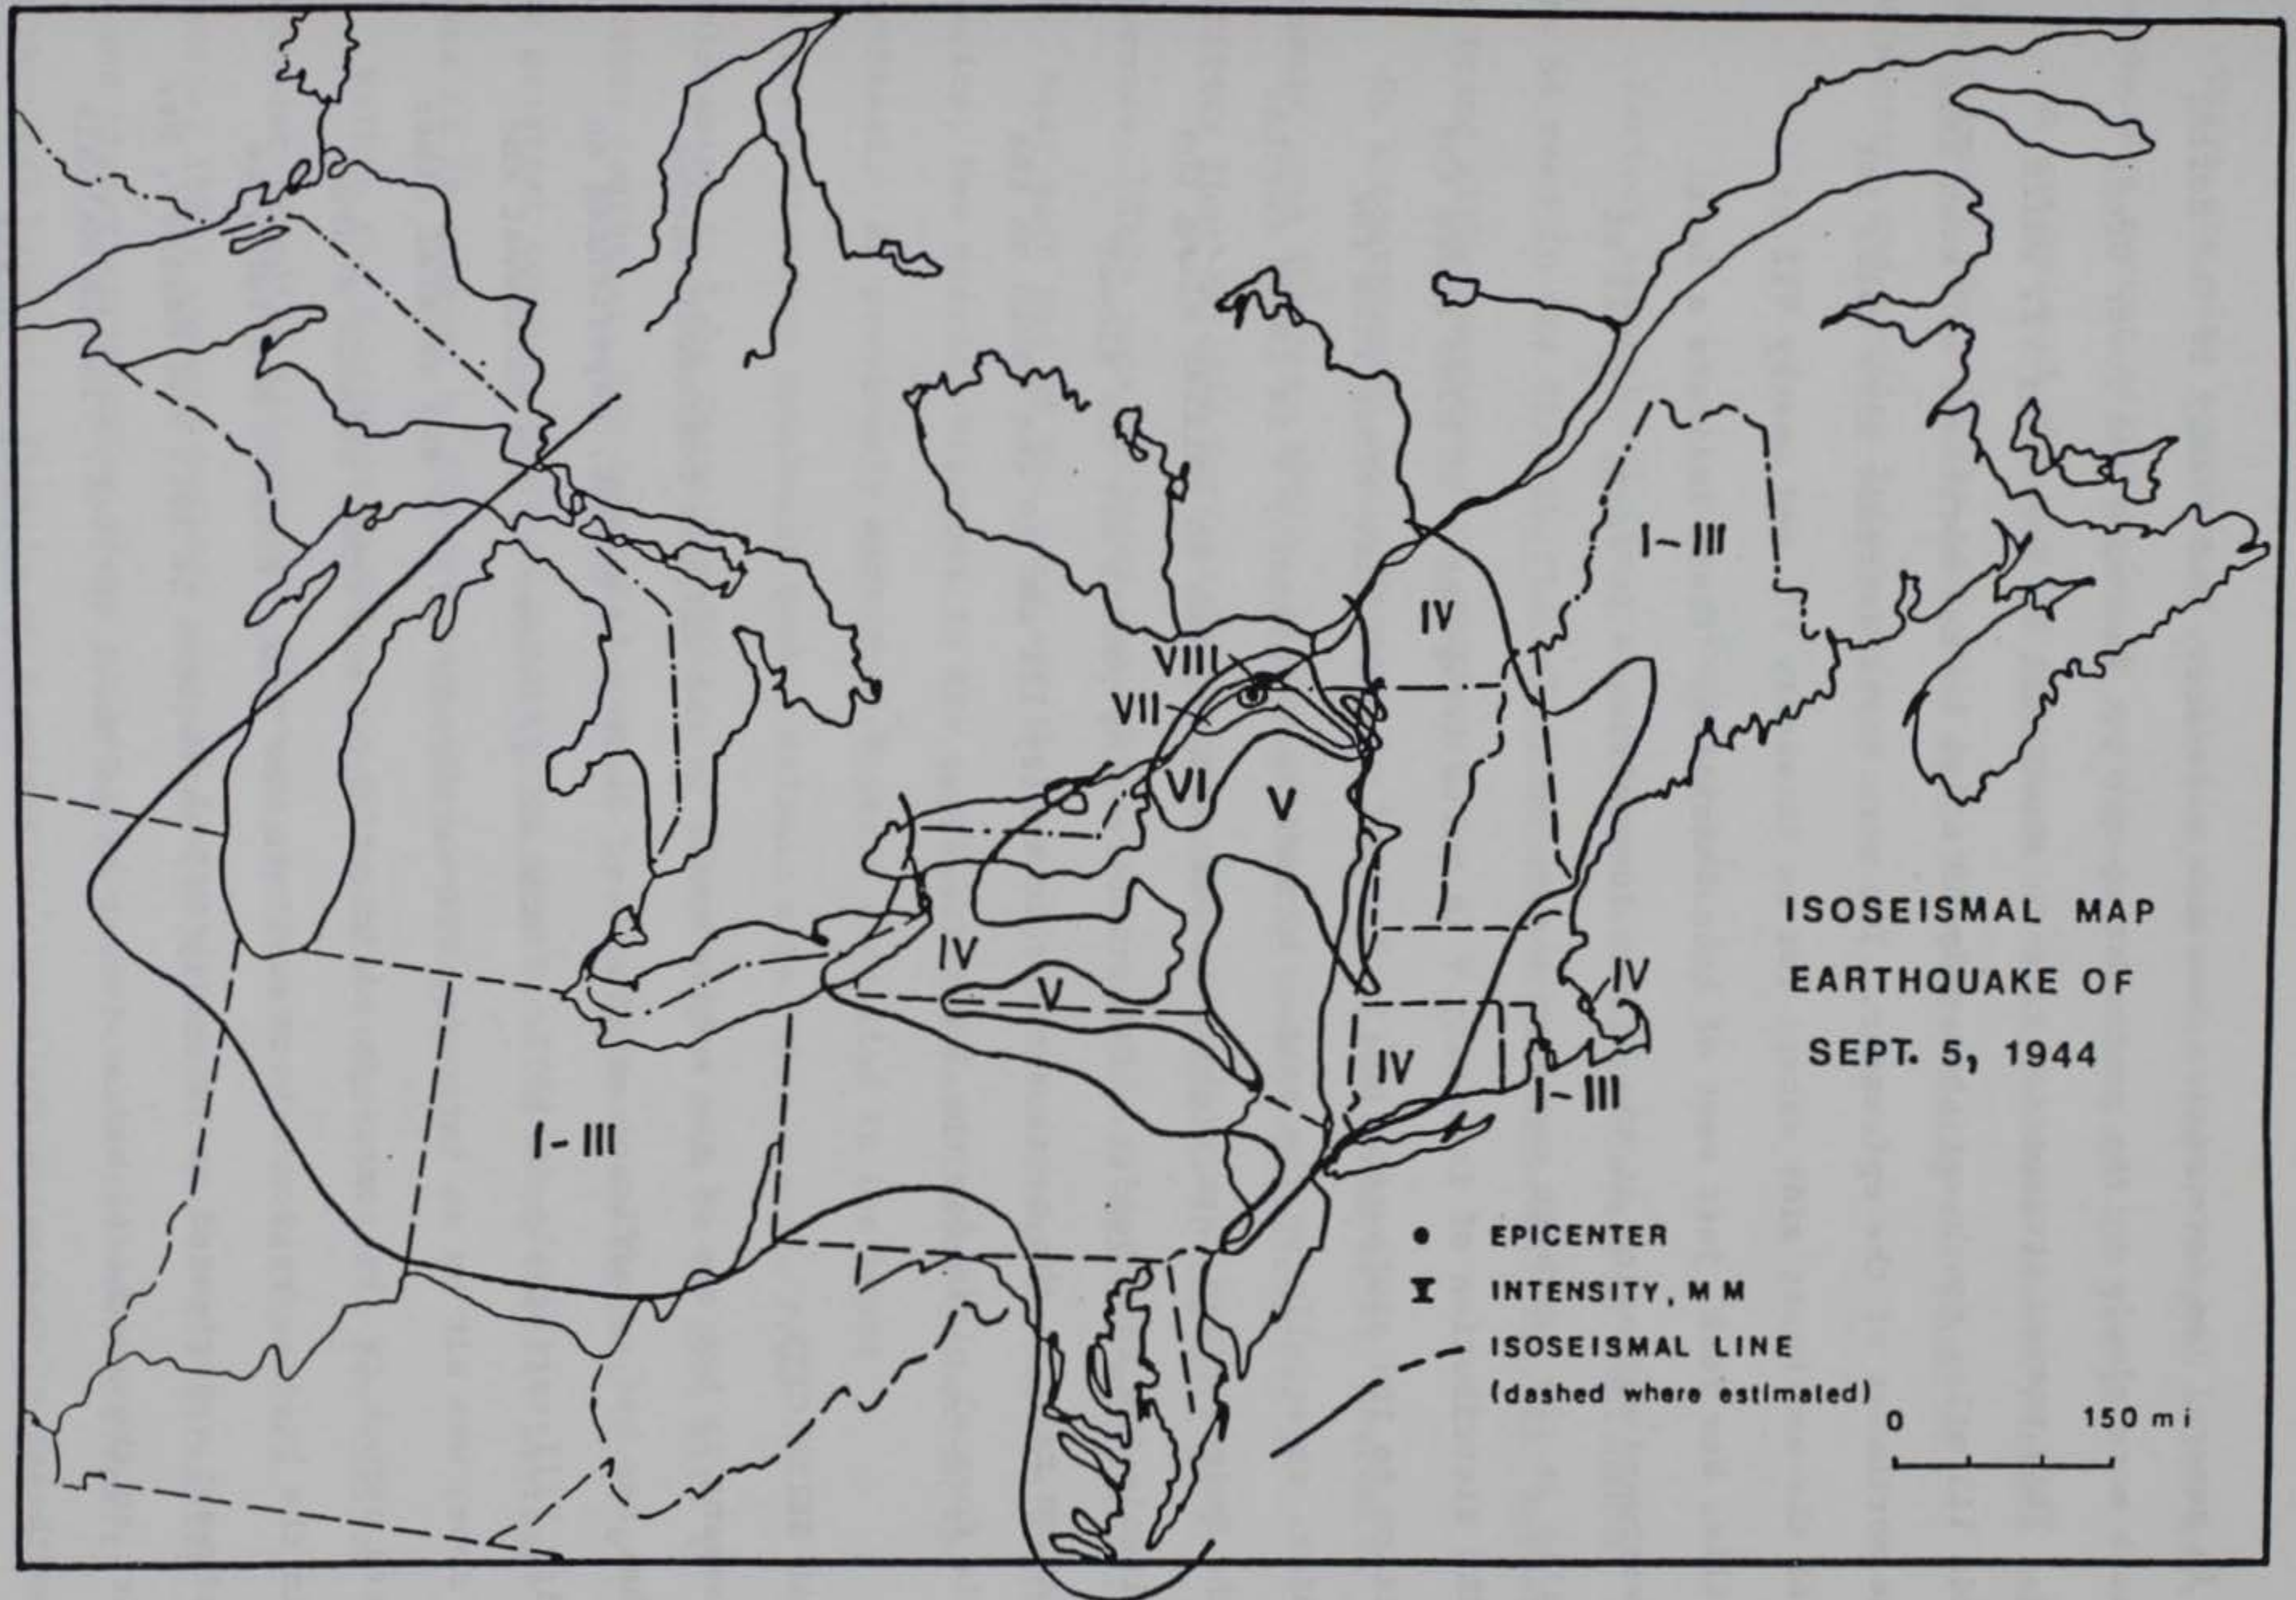 I-III
IV
VIII
VII
VI
V
IV
V
IV
IV
I-III
I-III
ISOSEISMAL MAP
EARTHQUAKE OF
SEPT. 5, 1944
● EPICENTER
V INTENSITY, M M
ISOSEISMAL LINE
(dashed where estimated)
0 150 mi